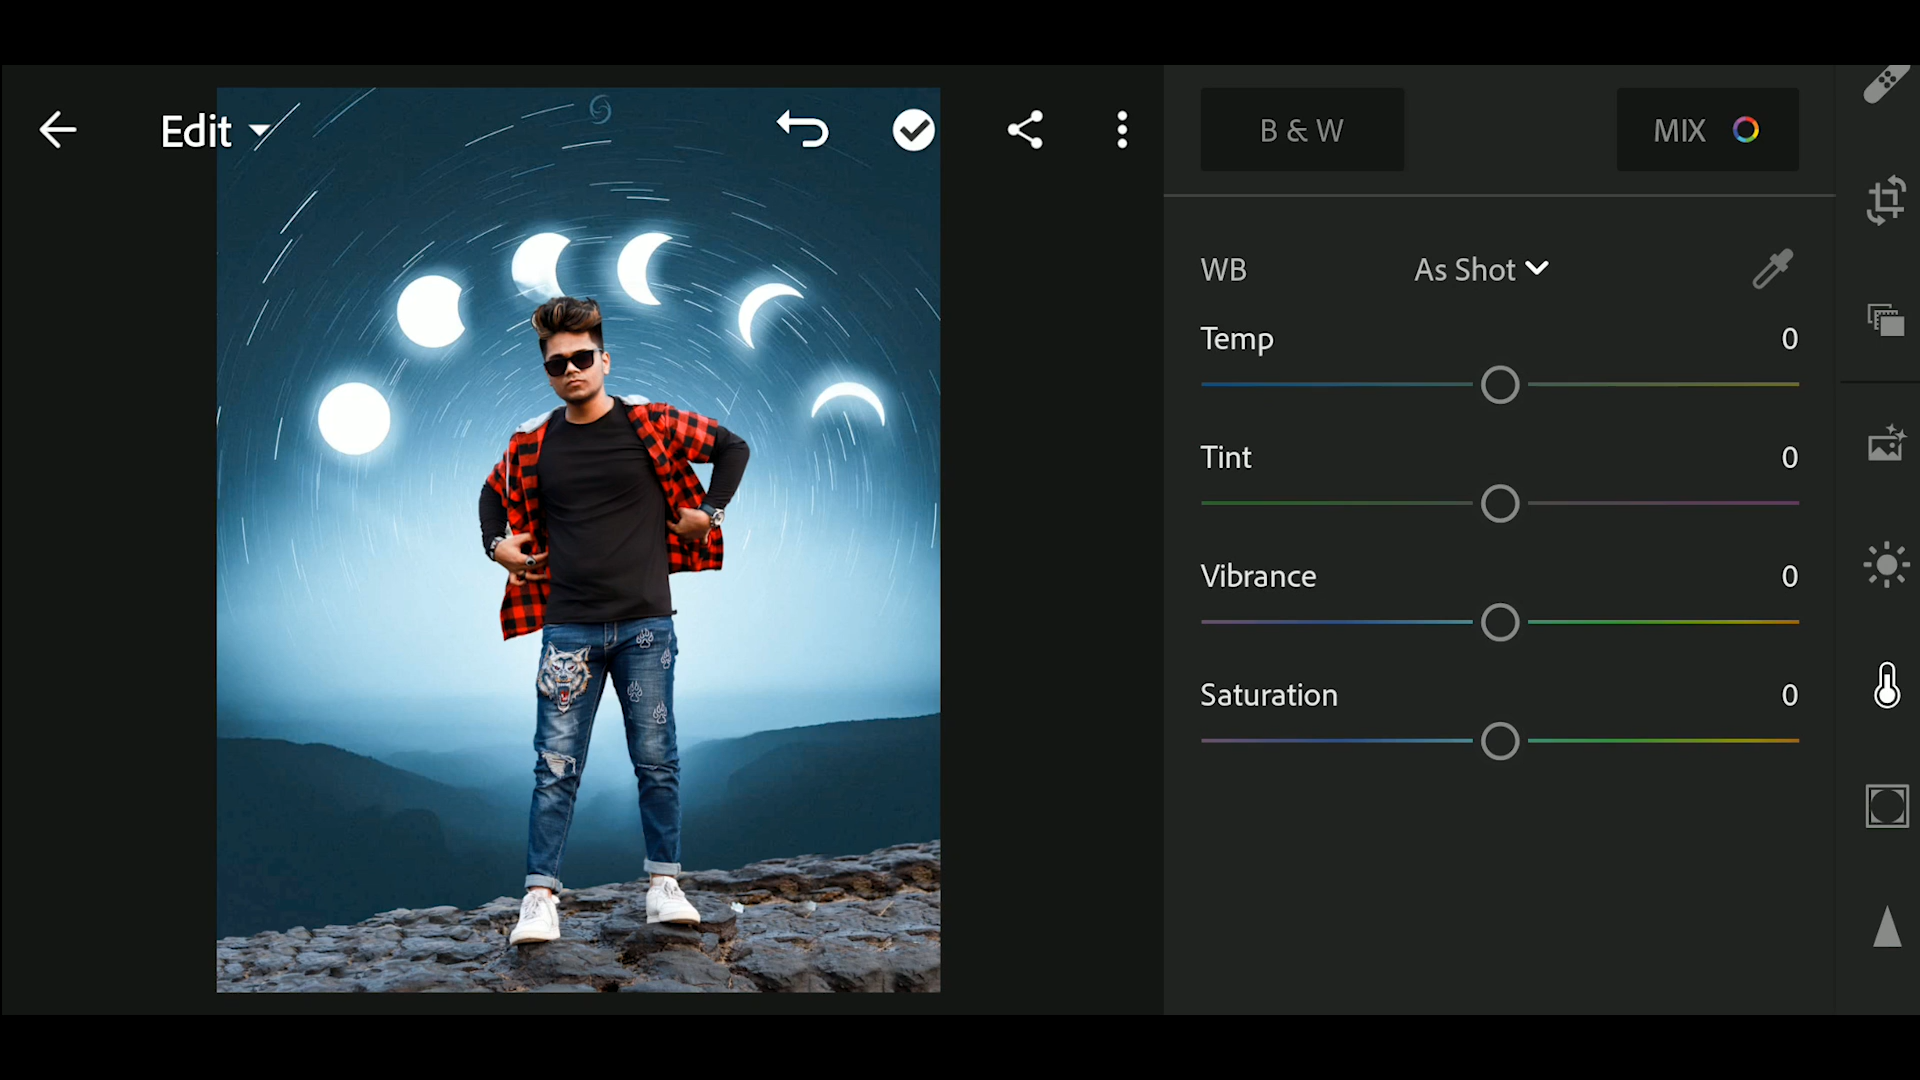 Edit
B & W
MIX
WB
As Shot
Temp
0
Tint
0
Vibrance
0
Saturation
0